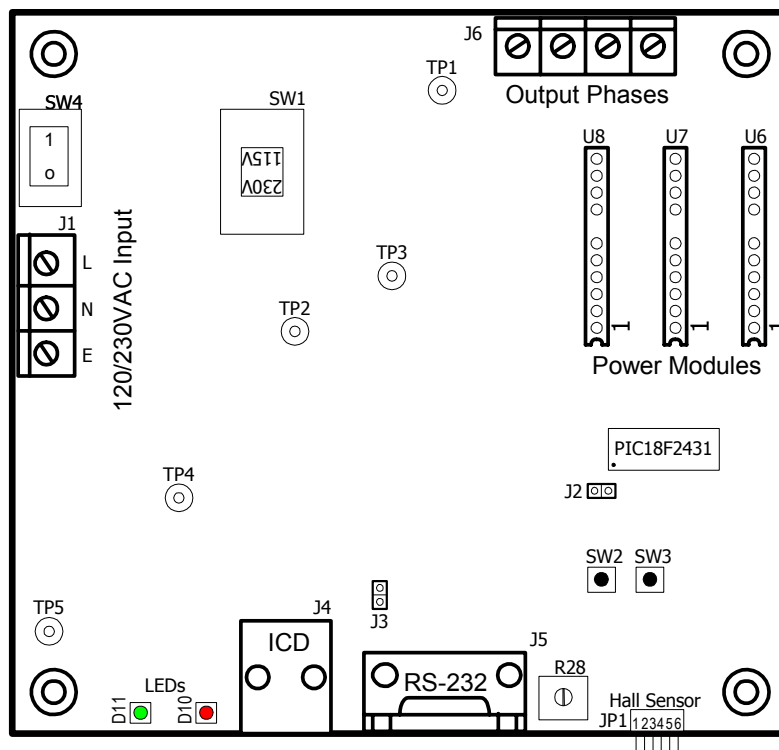 J6
TP1
Output Phases
SW4
1
o
SW1
115V
230V
U8
U7
U6
J1
L
N
E
120/230VAC Input
TP3
TP2
1
1
1
Power Modules
PIC18F2431
J2
TP4
SW2
SW3
TP5
J3
J4
ICD
J5
RS-232
R28
LEDs
D11
D10
Hall Sensor
JP1
123456